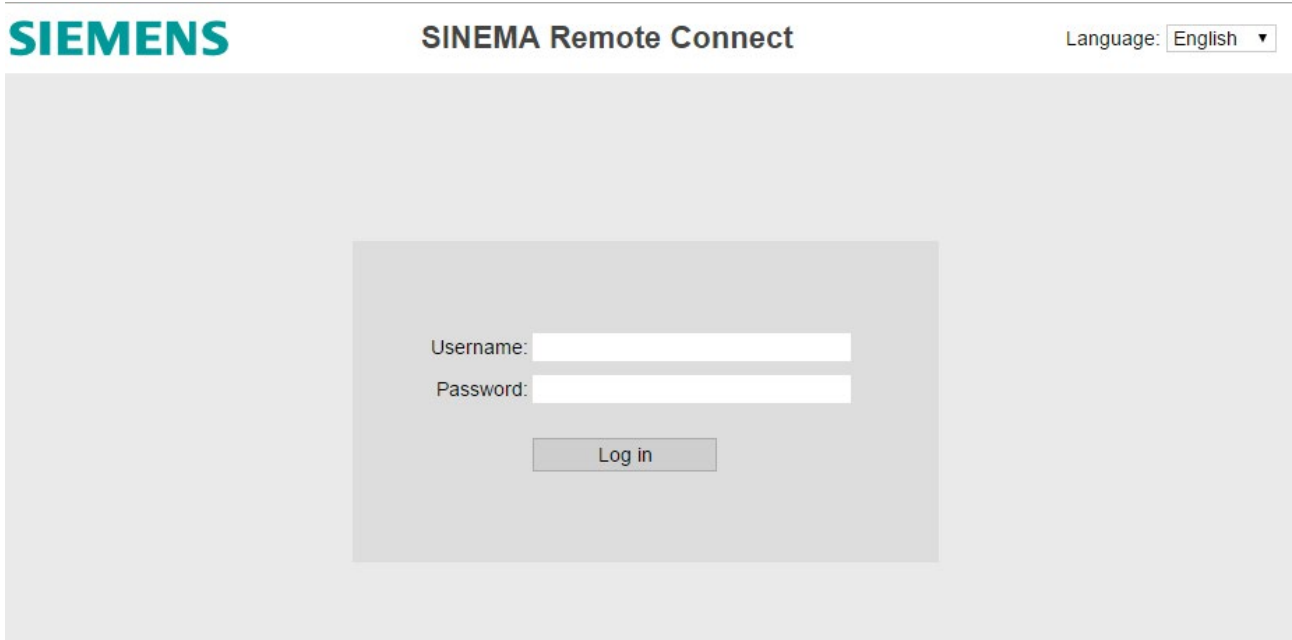 SIEMENS SINEMA Remote Connect Language: English
Username:
Password:
Log in